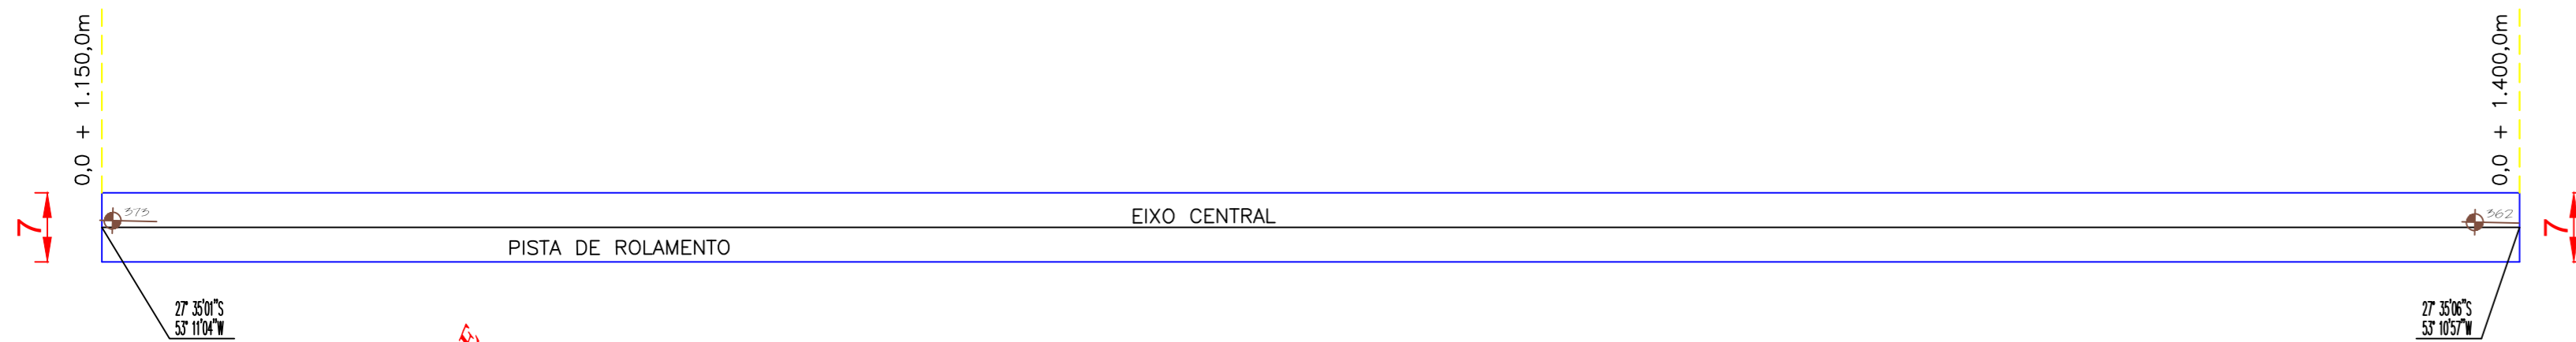 0,0 + 1.150,0m
0,0 + 1.400,0m
7
373
EIXO CENTRAL
362
7
PISTA DE ROLAMENTO
27° 35'01"S
53° 11'04"W
27° 35'06"S
53° 10'57"W